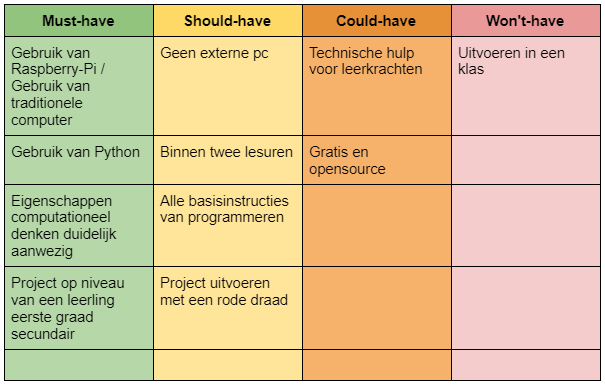 Must-have
Should-have
Could-have
Won't-have
Gebruik van
Raspberry-Pi /
Gebruik van
traditionele
computer
Geen externe pc
Technische hulp
voor leerkrachten
Uitvoeren in een
klas
Gebruik van Python
Binnen twee lesuren
Gratis en
opensource
Eigenschappen
computationeel
denken duidelijk
aanwezig
Alle basisinstructies
van programmeren
Project op niveau
van een leerling
eerste graad
secundair
Project uitvoeren
met een rode draad